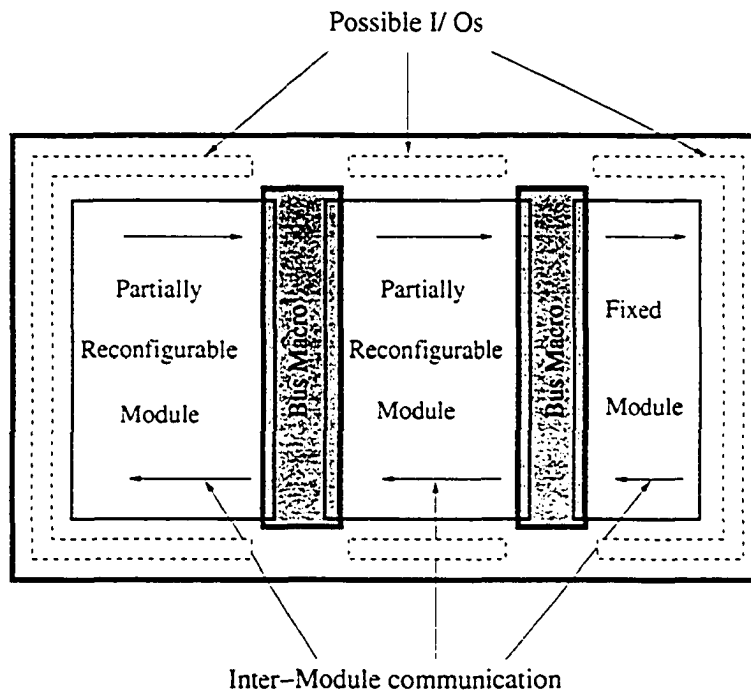 Possible I/ Os
Partially
Reconfigurable
Module
Bus Macro
Partially
Reconfigurable
Module
Bus Macro
Fixed
Module
Inter-Module communication